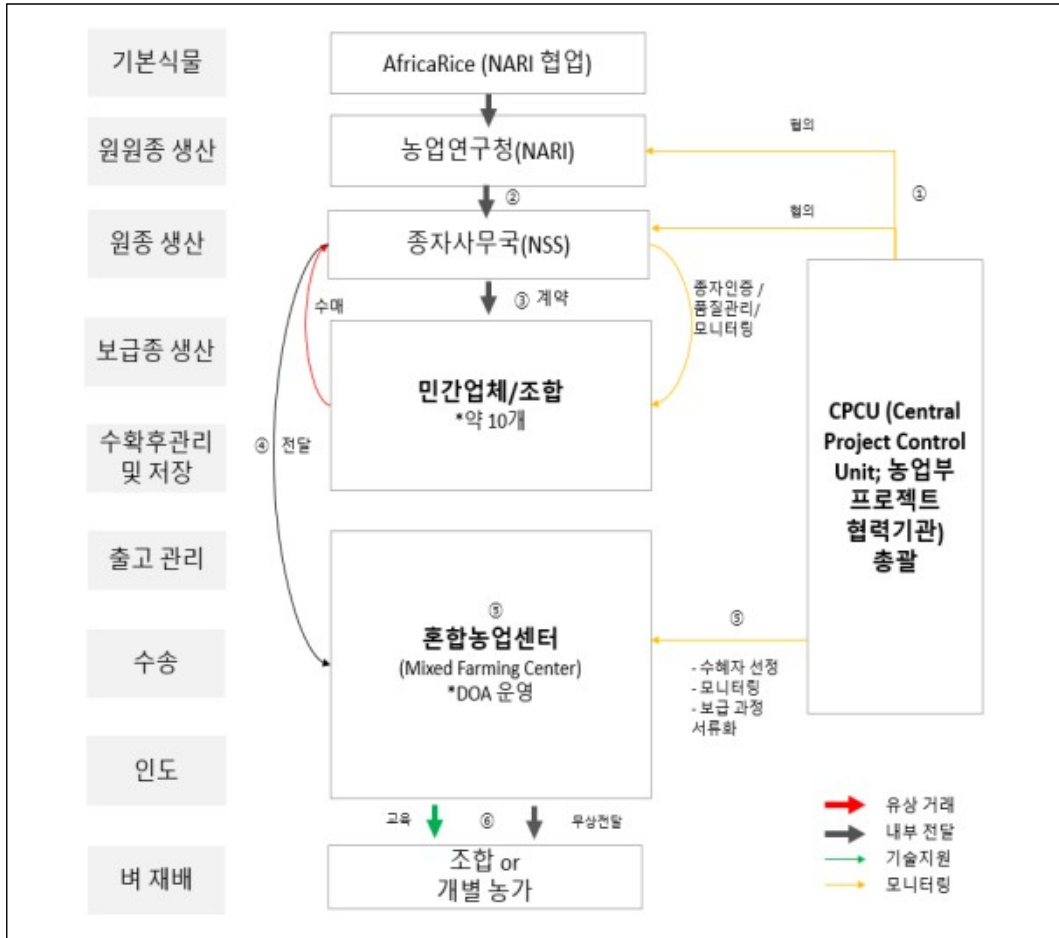 기본식물
AfricaRice (NARI 협업)
원원종 생산
농업연구청(NARI)
협의
①
②
원종 생산
종자사무국(NSS)
협의
③ 계약
수매
종자인증 /
품질관리/
모니터링
보급종 생산
민간업체/조합
*약 10개
수확후관리
및 저장
④ 전달
CPCU (Central
Project Control
Unit; 농업부
프로젝트
협력기관)
총괄
출고 관리
⑤
혼합농업센터
(Mixed Farming Center)
*DOA 운영
수송
⑤
- 수혜자 선정
- 모니터링
- 보급 과정
서류화
인도
교육
⑥
무상전달
벼 재배
조합 or
개별 농가
유상 거래
내부 전달
기술지원
모니터링